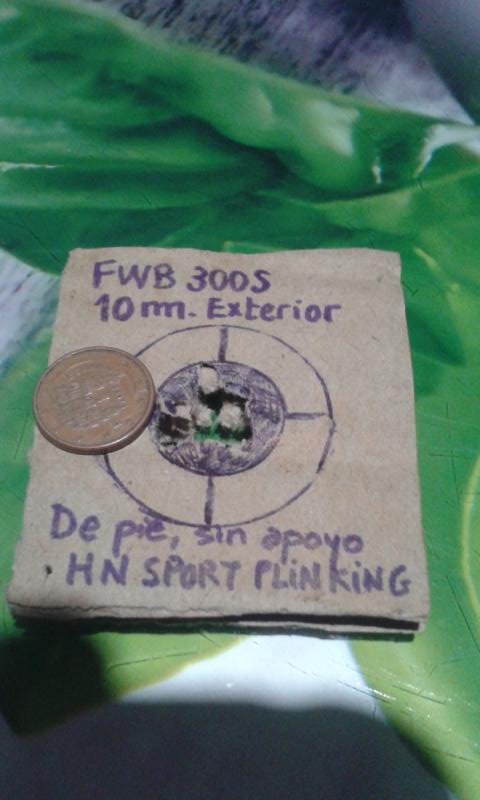 FWB 300S
10 m. Exterior
De pie, sin apoyo
HN SPORT PLiNKiNG